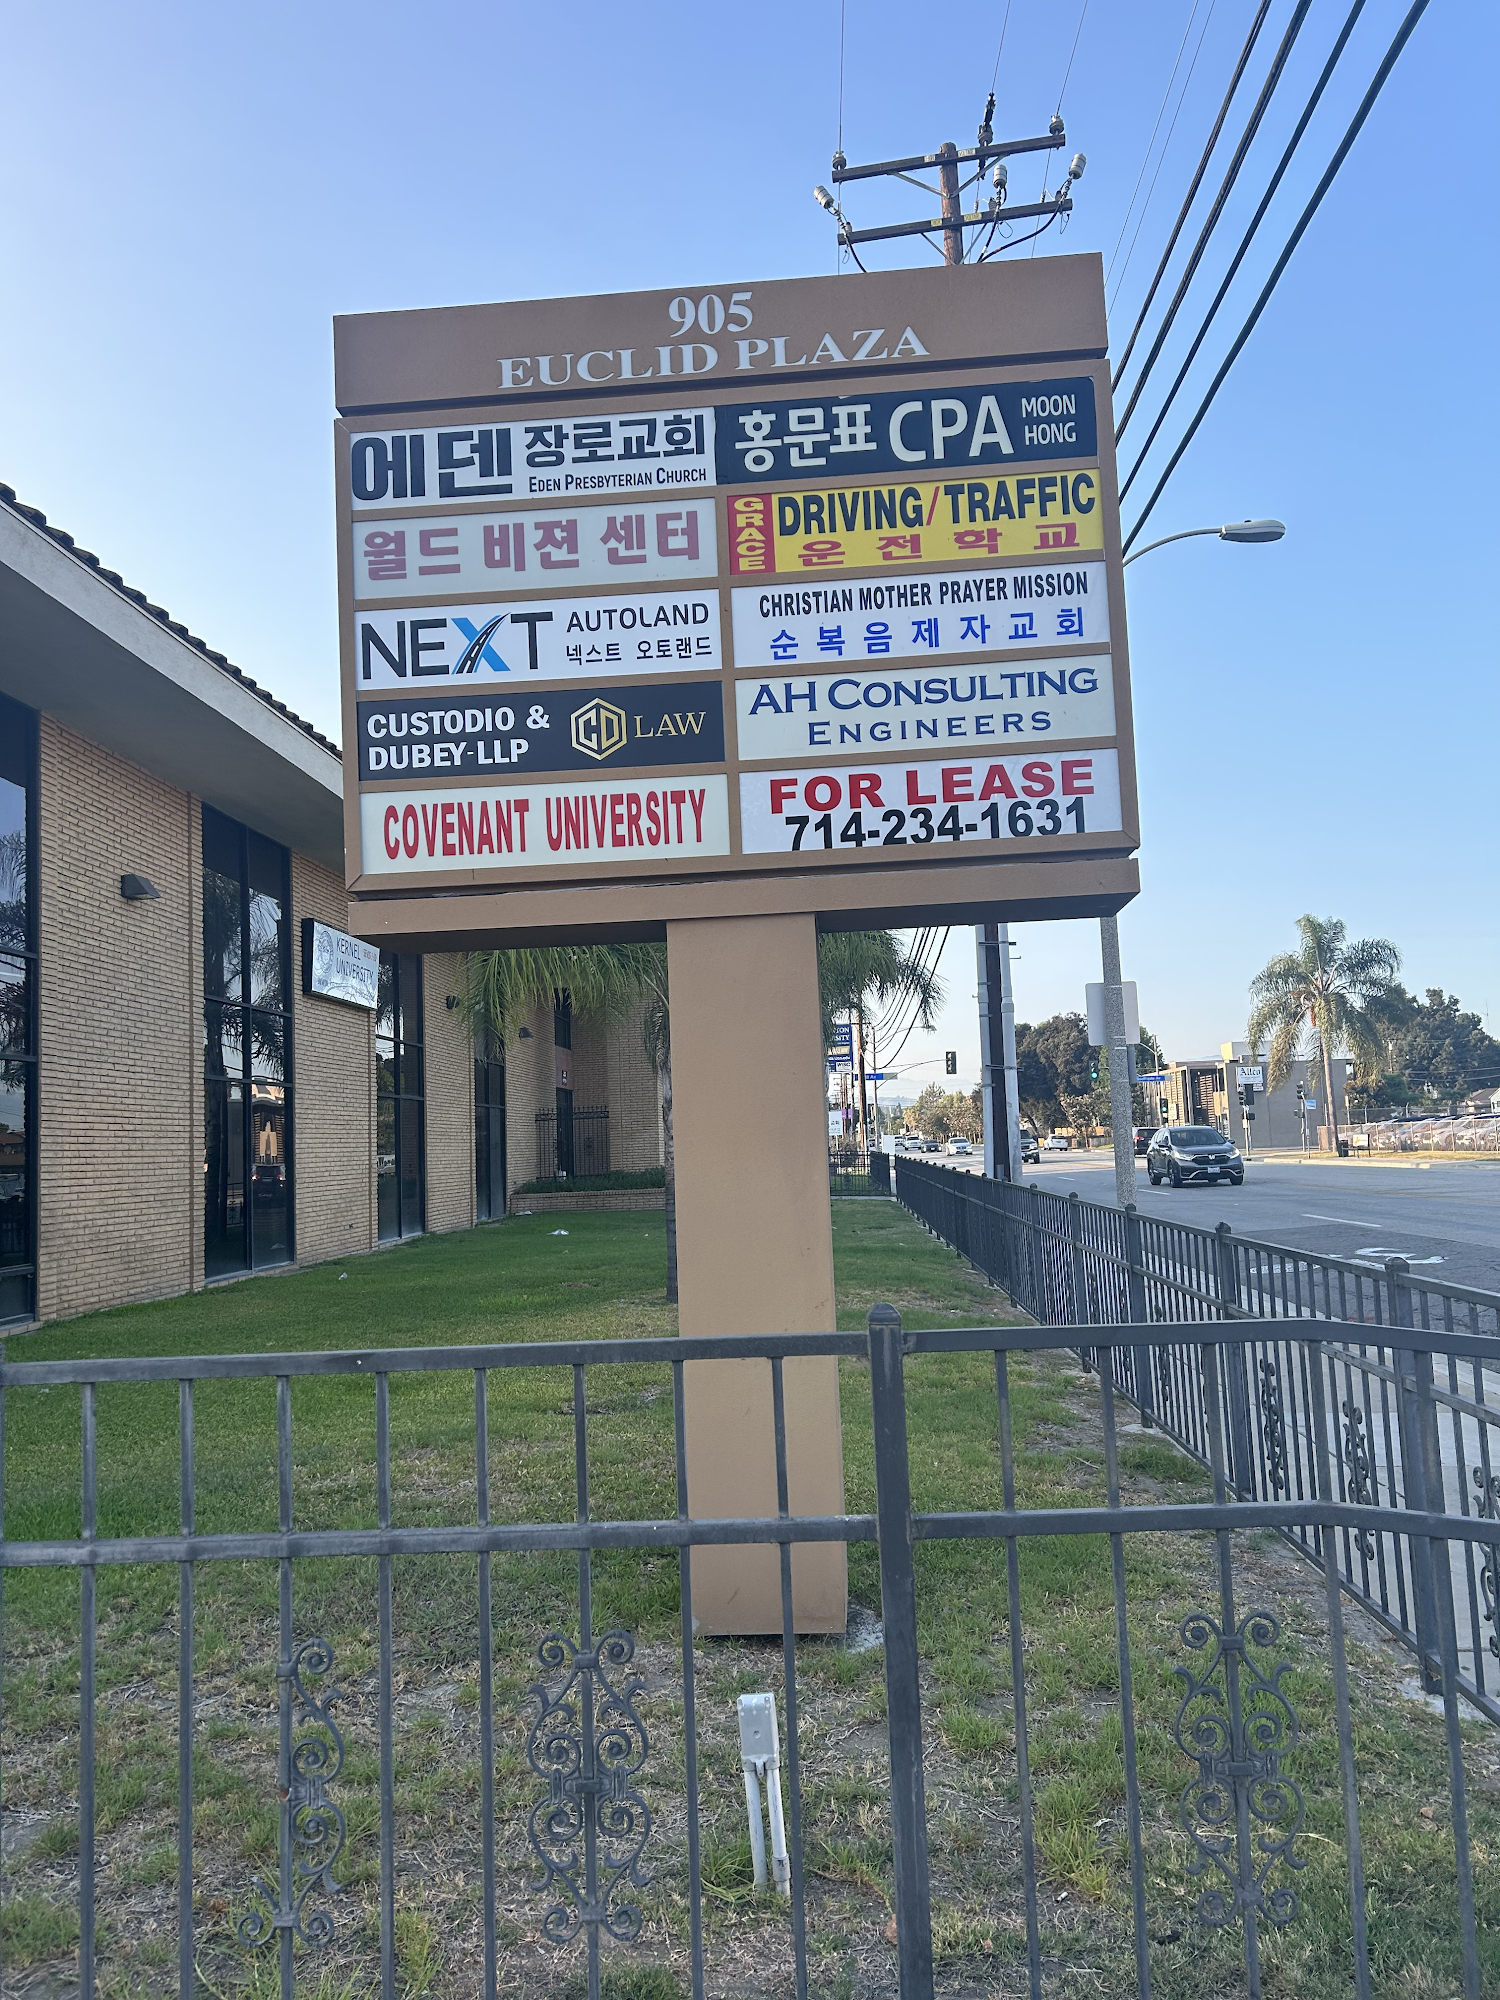 905
EUCLID PLAZA
에덴 장로교회
EDEN PRESBYTERIAN CHURCH
홍문표 CPA MOON HONG
월드 비젼 센터
GRACE
DRIVING/TRAFFIC
운전학교
NEXT AUTOLAND
넥스트 오토랜드
CHRISTIAN MOTHER PRAYER MISSION
순복음제자교회
CUSTODIO &
DUBEY-LLP
CD LAW
AH CONSULTING
ENGINEERS
COVENANT UNIVERSITY
FOR LEASE
714-234-1631
KERNEL
UNIVERSITY